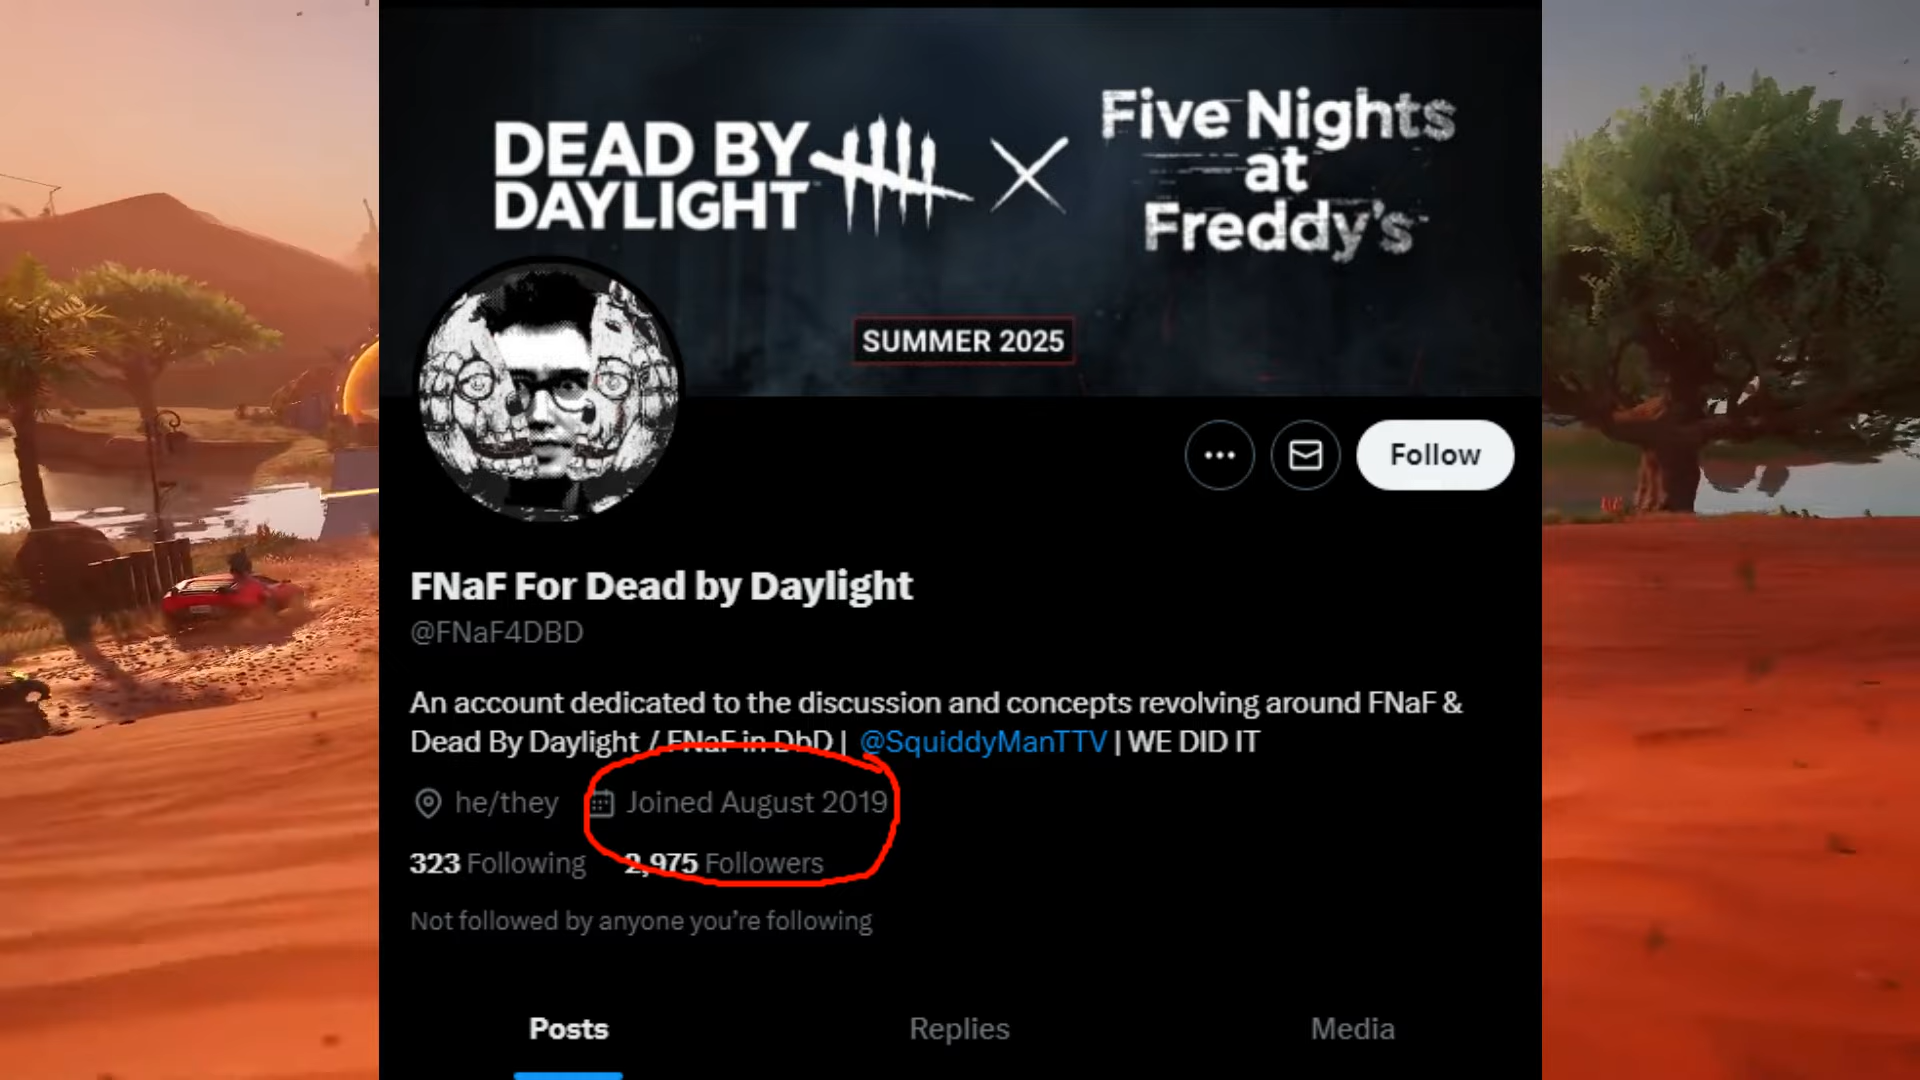 DEAD BY
DAYLIGHT
Five Nights
at
Freddy's
SUMMER 2025
Follow
FNaF For Dead by Daylight
@FNaF4DBD
An account dedicated to the discussion and concepts revolving around FNaF &
Dead By Daylight / FNaF in DbD | @SquiddyManTTV | WE DID IT
he/they Joined August 2019
323 Following 2,975 Followers
Not followed by anyone you're following
Posts Replies Media